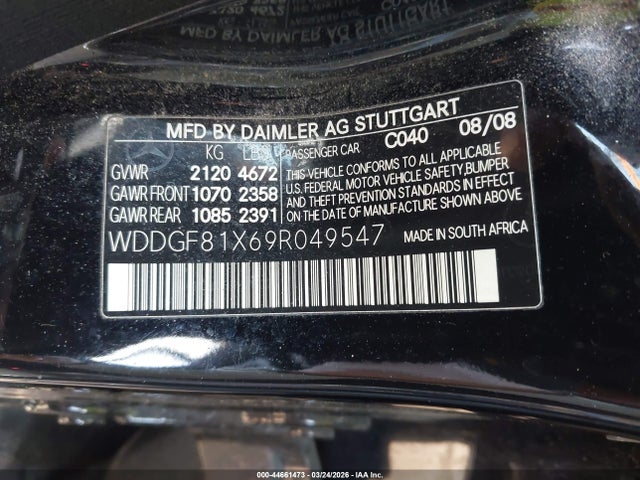 MFD BY DAIMLER AG STUTTGART
KG LBS PASSENGER CAR C040 08/08
GVWR 2120 4672
GAWR FRONT 1070 2358
GAWR REAR 1085 2391
THIS VEHICLE CONFORMS TO ALL APPLICABLE
U.S. FEDERAL MOTOR VEHICLE SAFETY,BUMPER
AND THEFT PREVENTION STANDARDS IN EFFECT
ON THE DATE OF MANUFACTURE SHOWN ABOVE.
WDDGF81X69R049547 MADE IN SOUTH AFRICA
000-44661473 - 03/24/2026 - IAA Inc.